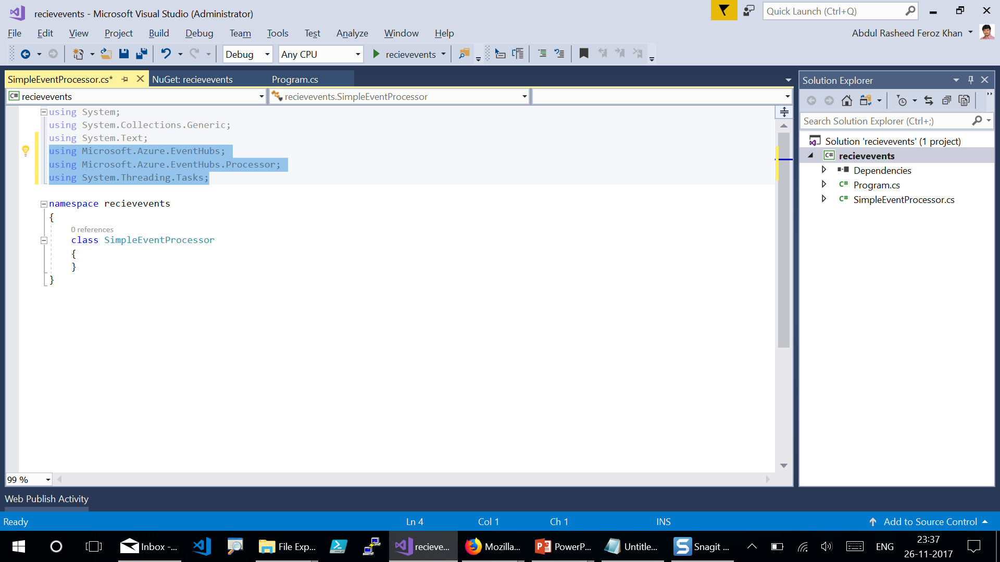 recievevents - Microsoft Visual Studio (Administrator)
Quick Launch (Ctrl+Q)
File Edit View Project Build Debug Team Tools Test Analyze Window Help
Abdul Rasheed Feroz Khan
Debug Any CPU recievevents
SimpleEventProcessor.cs* NuGet: recievevents Program.cs
C# recievevents recievevents.SimpleEventProcessor
using System;
using System.Collections.Generic;
using System.Text;
using Microsoft.Azure.EventHubs;
using Microsoft.Azure.EventHubs.Processor;
using System.Threading.Tasks;
namespace recievevents
{
0 references
class SimpleEventProcessor
{
}
}
99 %
Solution Explorer
Search Solution Explorer (Ctrl+;)
Solution 'recievevents' (1 project)
C# recievevents
Dependencies
C# Program.cs
C# SimpleEventProcessor.cs
Web Publish Activity
Ready Ln 4 Col 1 Ch 1 INS Add to Source Control
Inbox -... File Exp... recieve... Mozilla... PowerP... Untitle... S Snagit ... ENG
23:37
26-11-2017